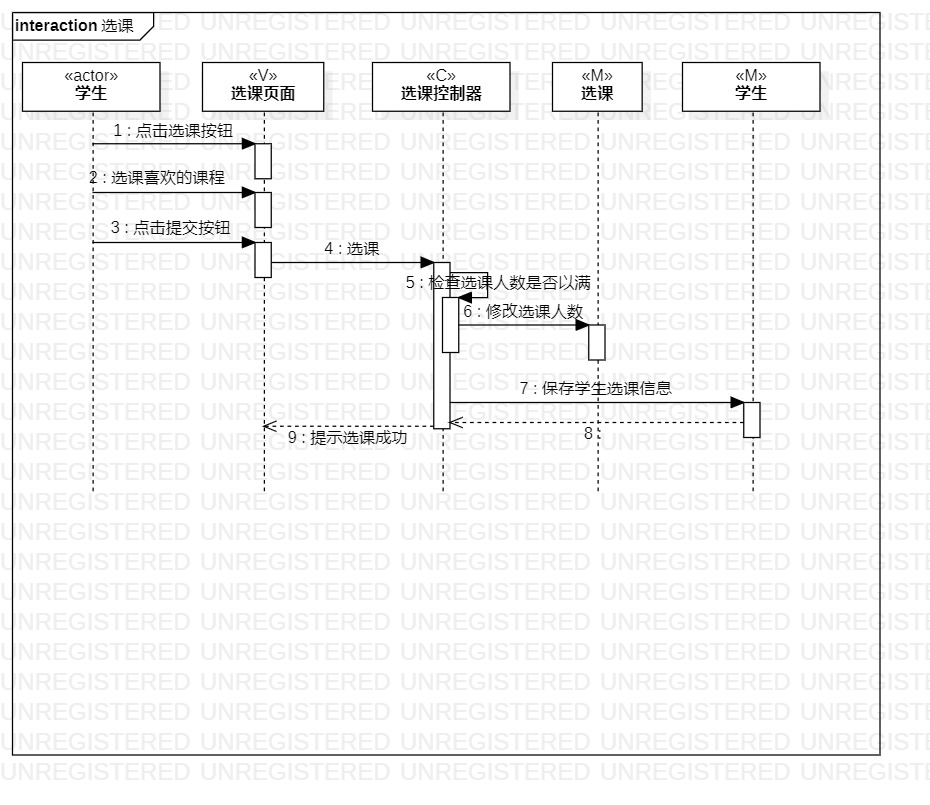 interaction 选课
«actor»
学生
«V»
选课页面
«C»
选课控制器
«M»
选课
«M»
学生
1 : 点击选课按钮
2 : 选课喜欢的课程
3 : 点击提交按钮
4 : 选课
5 : 检查选课人数是否以满
6 : 修改选课人数
7 : 保存学生选课信息
8 :
9 : 提示选课成功
UNREGISTERED